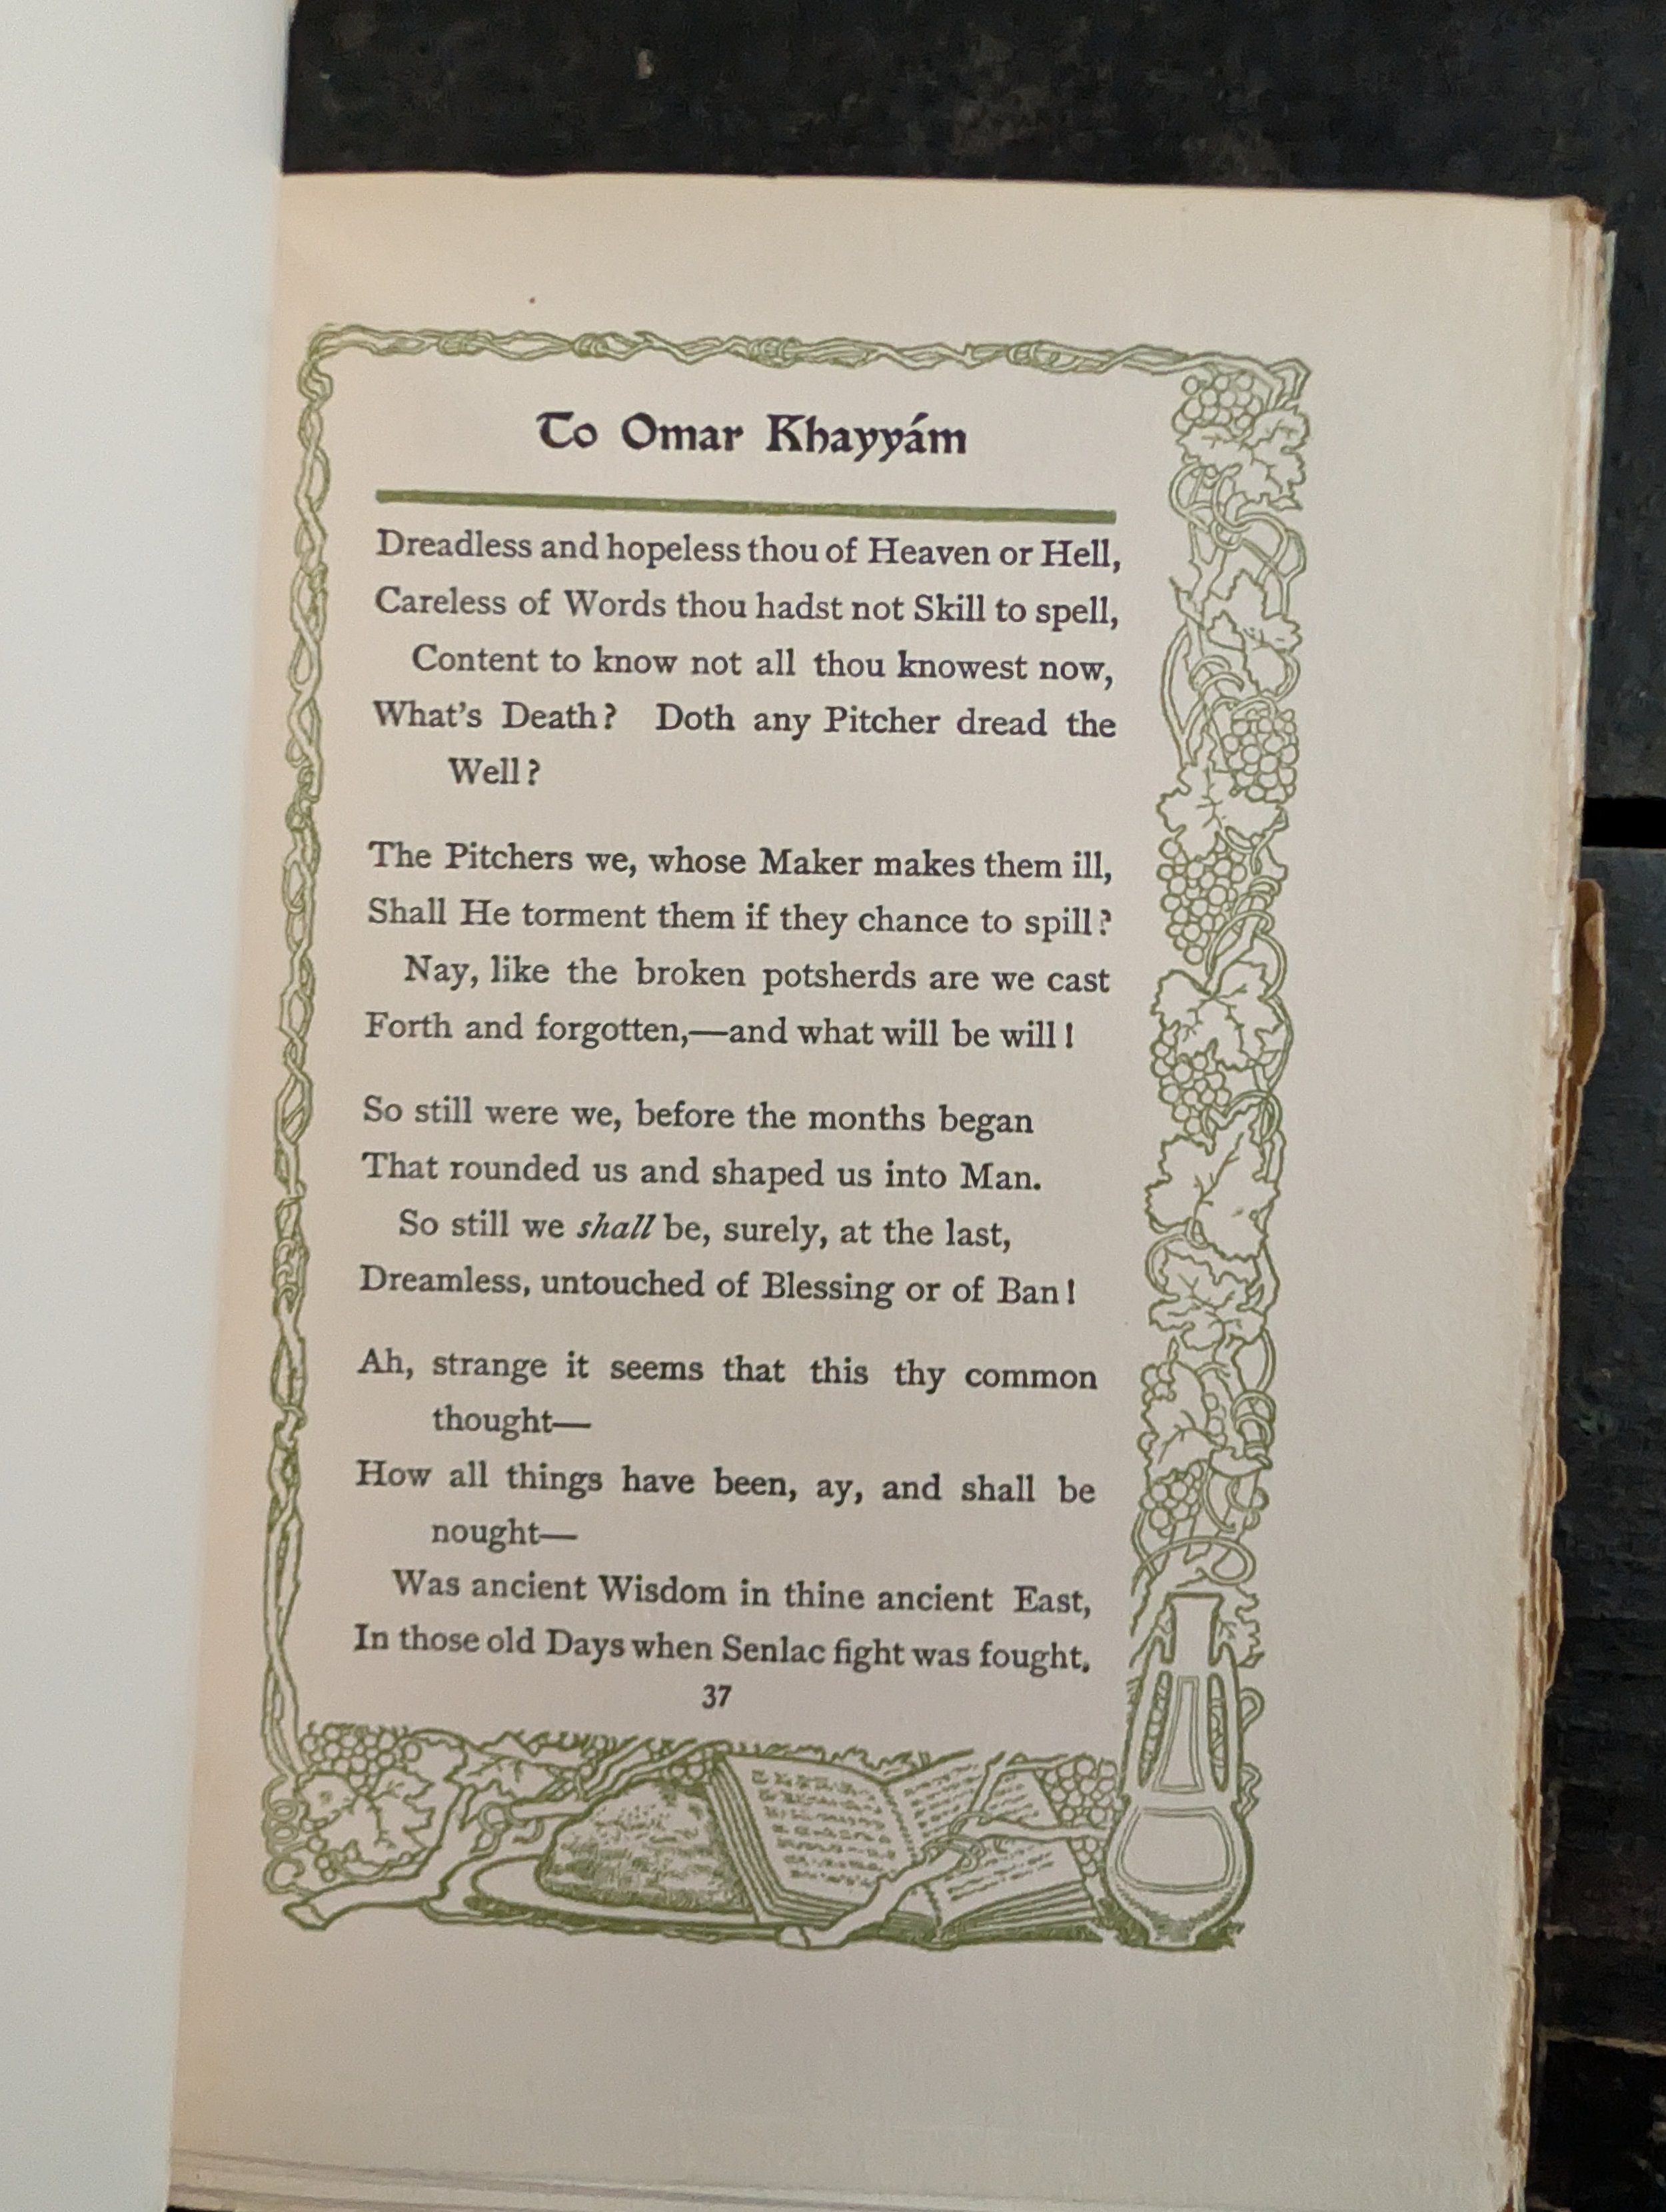 To Omar Khayyám
Dreadless and hopeless thou of Heaven or Hell,
Careless of Words thou hadst not Skill to spell,
Content to know not all thou knowest now,
What's Death? Doth any Pitcher dread the
Well?
The Pitchers we, whose Maker makes them ill,
Shall He torment them if they chance to spill?
Nay, like the broken potsherds are we cast
Forth and forgotten,—and what will be will!
So still were we, before the months began
That rounded us and shaped us into Man.
So still we shall be, surely, at the last,
Dreamless, untouched of Blessing or of Ban!
Ah, strange it seems that this thy common
thought—
How all things have been, ay, and shall be
nought—
Was ancient Wisdom in thine ancient East,
In those old Days when Senlac fight was fought,
37